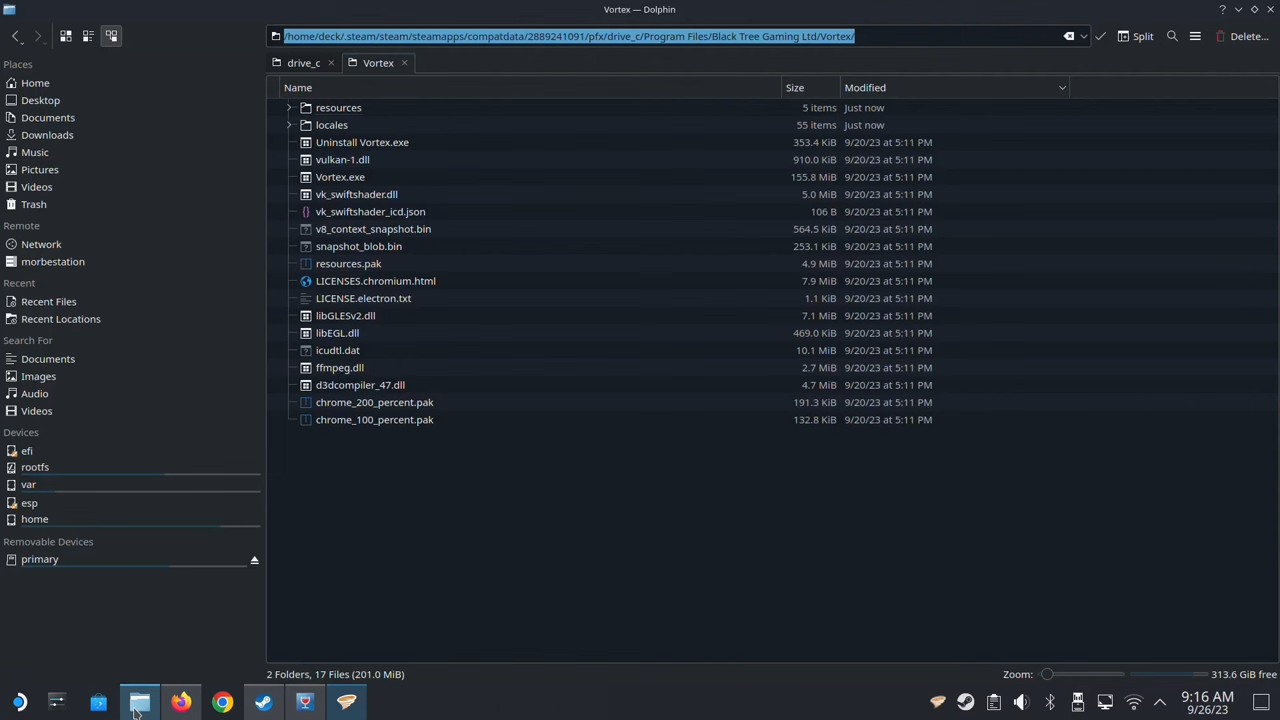 Vortex — Dolphin
/home/deck/.steam/steam/steamapps/compatdata/2889241091/pfx/drive_c/Program Files/Black Tree Gaming Ltd/Vortex/
Split
Delete...
Places
Home
Desktop
Documents
Downloads
Music
Pictures
Videos
Trash
Remote
Network
morbestation
Recent
Recent Files
Recent Locations
Search For
Documents
Images
Audio
Videos
Devices
efi
rootfs
var
esp
home
Removable Devices
primary
drive_c
Vortex
Name Size Modified
resources 5 items Just now
locales 55 items Just now
Uninstall Vortex.exe 353.4 KiB 9/20/23 at 5:11 PM
vulkan-1.dll 910.0 KiB 9/20/23 at 5:11 PM
Vortex.exe 155.8 MiB 9/20/23 at 5:11 PM
vk_swiftshader.dll 5.0 MiB 9/20/23 at 5:11 PM
vk_swiftshader_icd.json 106 B 9/20/23 at 5:11 PM
v8_context_snapshot.bin 564.5 KiB 9/20/23 at 5:11 PM
snapshot_blob.bin 253.1 KiB 9/20/23 at 5:11 PM
resources.pak 4.9 MiB 9/20/23 at 5:11 PM
LICENSES.chromium.html 7.9 MiB 9/20/23 at 5:11 PM
LICENSE.electron.txt 1.1 KiB 9/20/23 at 5:11 PM
libGLESv2.dll 7.1 MiB 9/20/23 at 5:11 PM
libEGL.dll 469.0 KiB 9/20/23 at 5:11 PM
icudtl.dat 10.1 MiB 9/20/23 at 5:11 PM
ffmpeg.dll 2.7 MiB 9/20/23 at 5:11 PM
d3dcompiler_47.dll 4.7 MiB 9/20/23 at 5:11 PM
chrome_200_percent.pak 191.3 KiB 9/20/23 at 5:11 PM
chrome_100_percent.pak 132.8 KiB 9/20/23 at 5:11 PM
2 Folders, 17 Files (201.0 MiB)
Zoom:
313.6 GiB free
9:16 AM
9/26/23